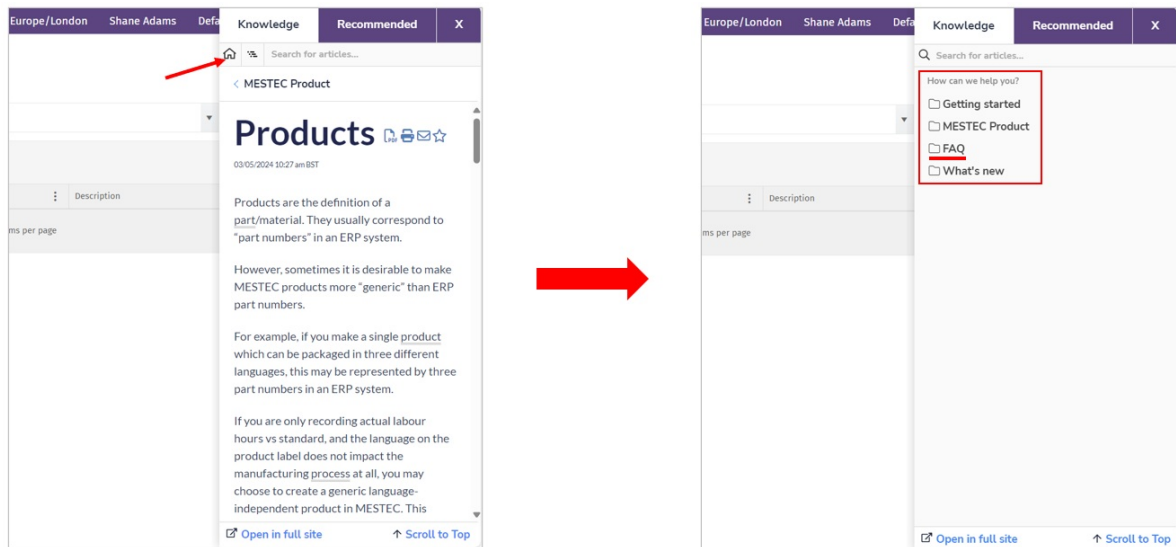 Europe/London Shane Adams Defa
Knowledge Recommended X
Search for articles...
MESTEC Product
Products PDF
03/05/2024 10:27 am BST
Products are the definition of a
part/material. They usually correspond to
“part numbers” in an ERP system.
However, sometimes it is desirable to make
MESTEC products more “generic” than ERP
part numbers.
For example, if you make a single product
which can be packaged in three different
languages, this may be represented by three
part numbers in an ERP system.
If you are only recording actual labour
hours vs standard, and the language on the
product label does not impact the
manufacturing process at all, you may
choose to create a generic language-
independent product in MESTEC. This
Open in full site Scroll to Top
Description
ms per page
Europe/London Shane Adams Defa
Knowledge Recommended X
Search for articles...
How can we help you?
Getting started
MESTEC Product
FAQ
What's new
Open in full site Scroll to Top
Description
ms per page